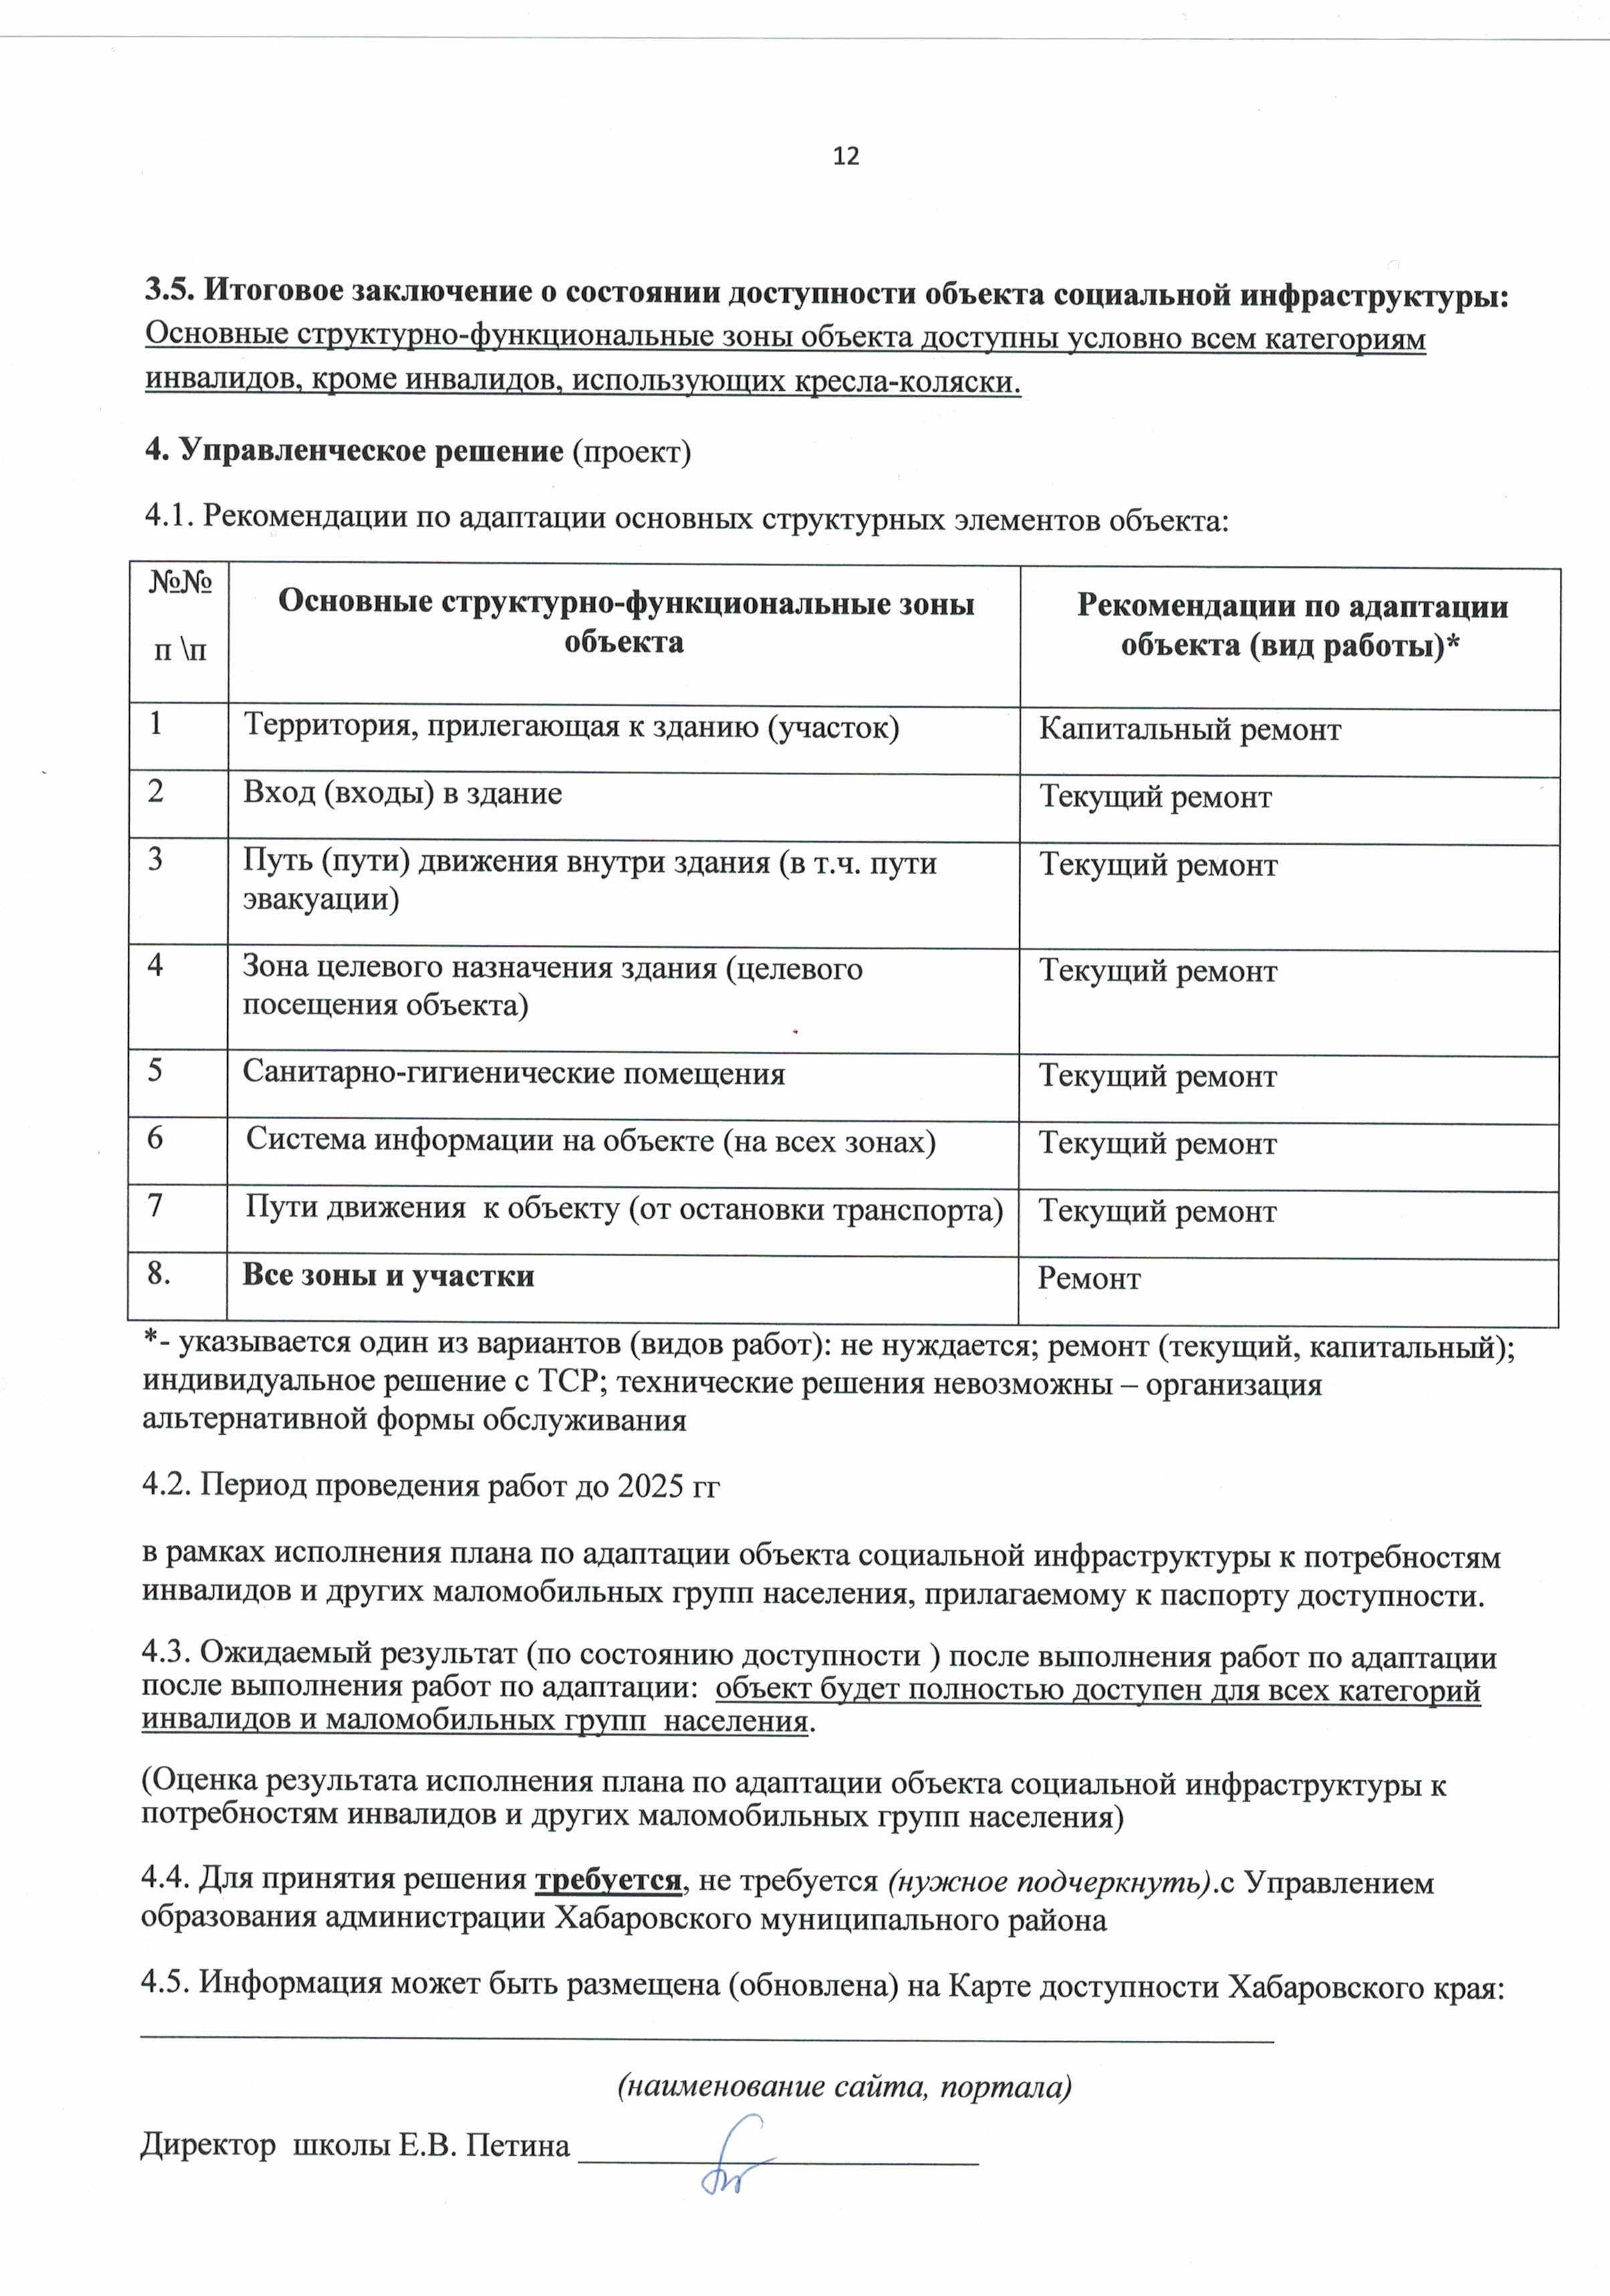 12
3.5. Итоговое заключение о состоянии доступности объекта социальной инфраструктуры:
Основные структурно-функциональные зоны объекта доступны условно всем категориям
инвалидов, кроме инвалидов, использующих кресла-коляски.
4. Управленческое решение (проект)
4.1. Рекомендации по адаптации основных структурных элементов объекта:
№№
п \п
Основные структурно-функциональные зоны
объекта
Рекомендации по адаптации
объекта (вид работы)*
1 Территория, прилегающая к зданию (участок) Капитальный ремонт
2 Вход (входы) в здание Текущий ремонт
3 Путь (пути) движения внутри здания (в т.ч. пути Текущий ремонт
эвакуации)
4 Зона целевого назначения здания (целевого Текущий ремонт
посещения объекта)
5 Санитарно-гигиенические помещения Текущий ремонт
6 Система информации на объекте (на всех зонах) Текущий ремонт
7 Пути движения  к объекту (от остановки транспорта) Текущий ремонт
8. Все зоны и участки Ремонт
*- указывается один из вариантов (видов работ): не нуждается; ремонт (текущий, капитальный);
индивидуальное решение с ТСР; технические решения невозможны – организация
альтернативной формы обслуживания
4.2. Период проведения работ до 2025 гг
в рамках исполнения плана по адаптации объекта социальной инфраструктуры к потребностям
инвалидов и других маломобильных групп населения, прилагаемому к паспорту доступности.
4.3. Ожидаемый результат (по состоянию доступности ) после выполнения работ по адаптации
после выполнения работ по адаптации:  объект будет полностью доступен для всех категорий
инвалидов и маломобильных групп  населения.
(Оценка результата исполнения плана по адаптации объекта социальной инфраструктуры к
потребностям инвалидов и других маломобильных групп населения)
4.4. Для принятия решения требуется, не требуется (нужное подчеркнуть).с Управлением
образования администрации Хабаровского муниципального района
4.5. Информация может быть размещена (обновлена) на Карте доступности Хабаровского края:
(наименование сайта, портала)
Директор  школы Е.В. Петина